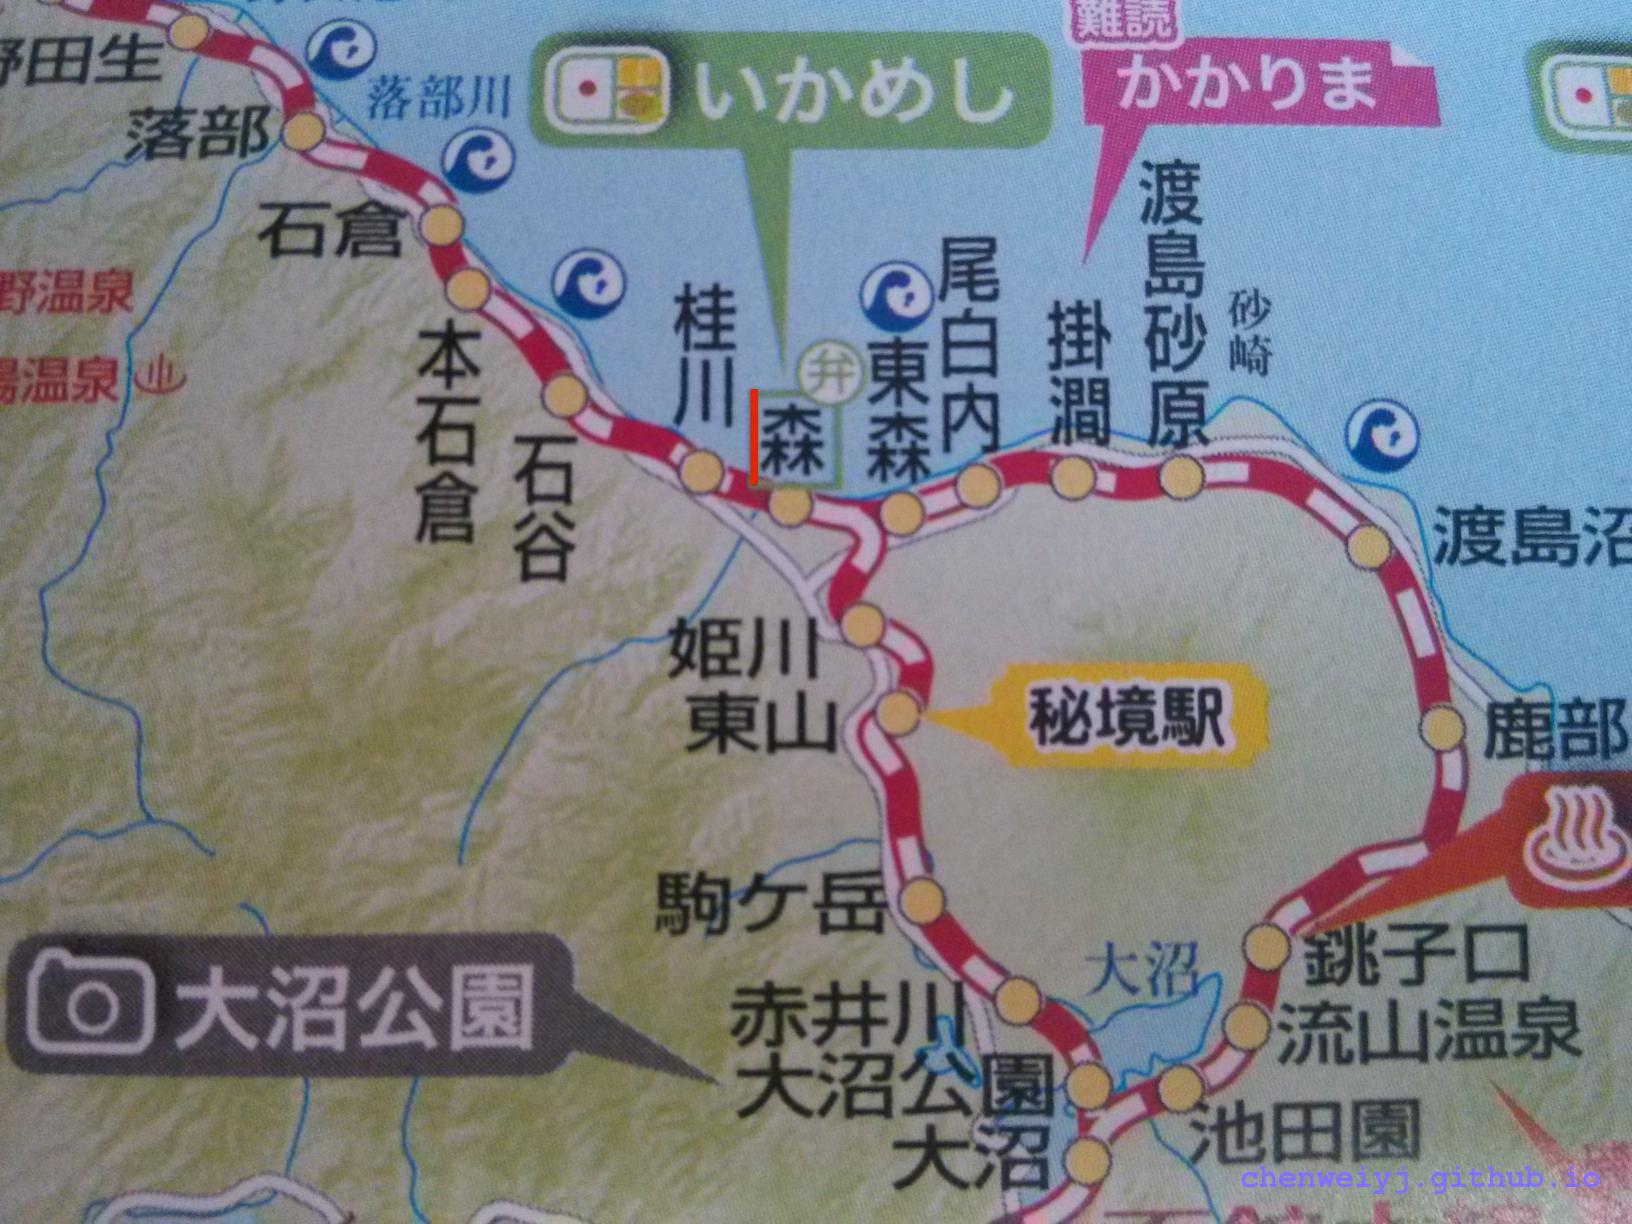 難読
かかりま
いかめし
野田生
落部川
落部
渡島砂原
石倉
尾白内
砂崎
野温泉
桂川
掛澗
東森
弁
湯温泉
本石倉
森
石谷
渡島沼
姫川
東山
秘境駅
鹿部
駒ケ岳
大沼
銚子口
大沼公園
赤井川
流山温泉
大沼公園
池田園
大沼
chenweiyj.github.io